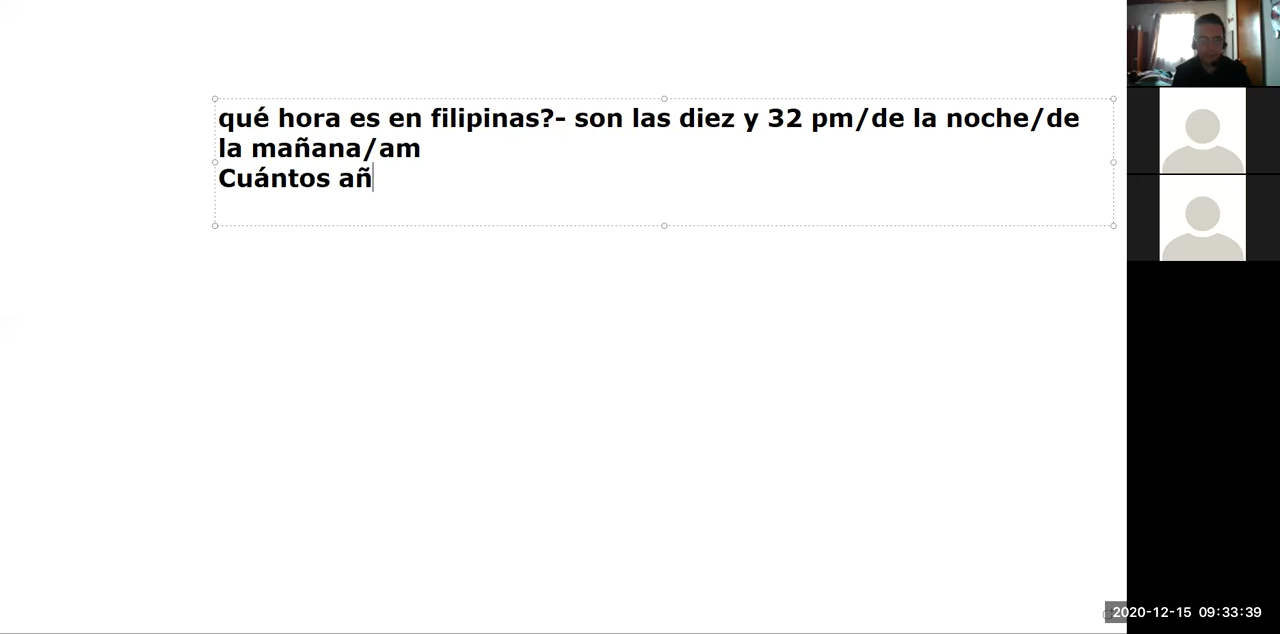 qué hora es en filipinas?- son las diez y 32 pm/de la noche/de
la mañana/am
Cuántos añ
2020-12-15 09:33:39